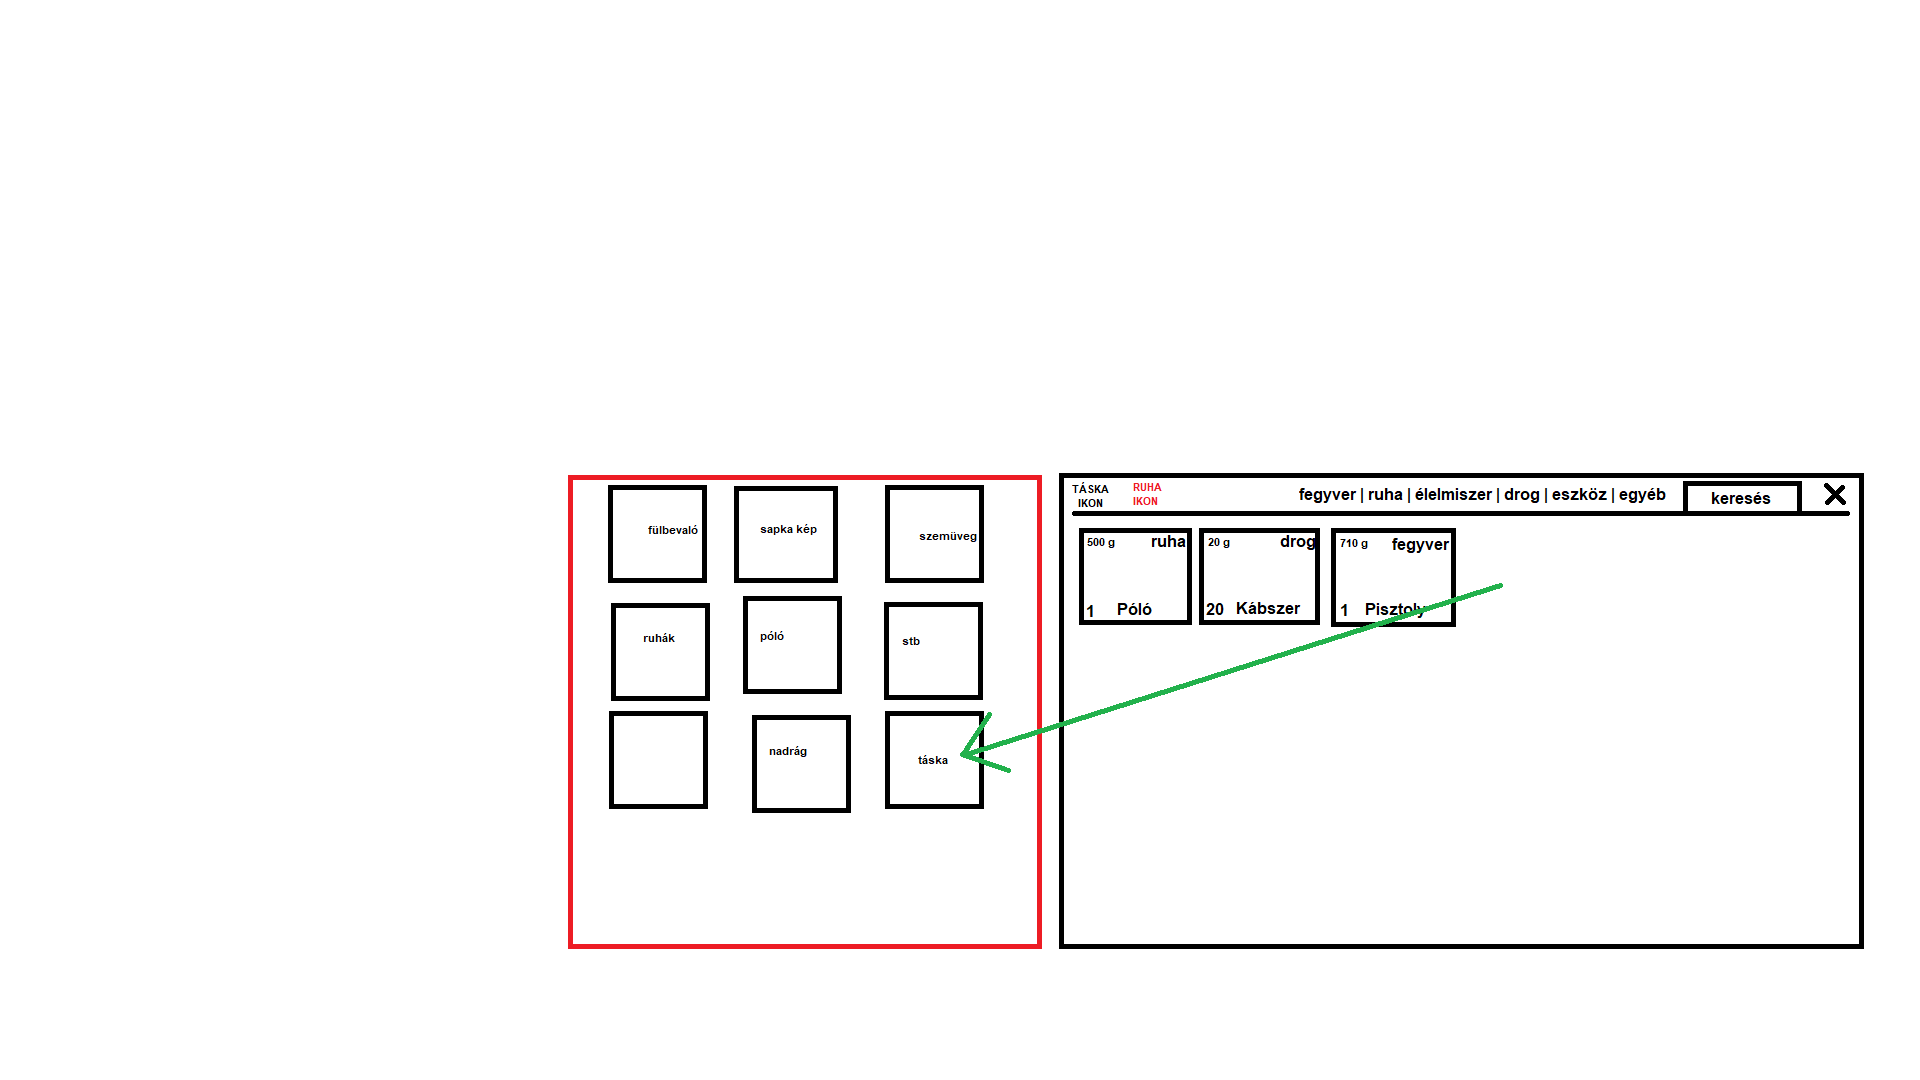 fülbevaló
sapka kép
szemüveg
ruhák
póló
stb
nadrág
táska
TÁSKA
IKON
RUHA
IKON
fegyver | ruha | élelmiszer | drog | eszköz | egyéb
keresés
500 g
ruha
1
Póló
20 g
drog
20
Kábszer
710 g
fegyver
1
Pisztoly